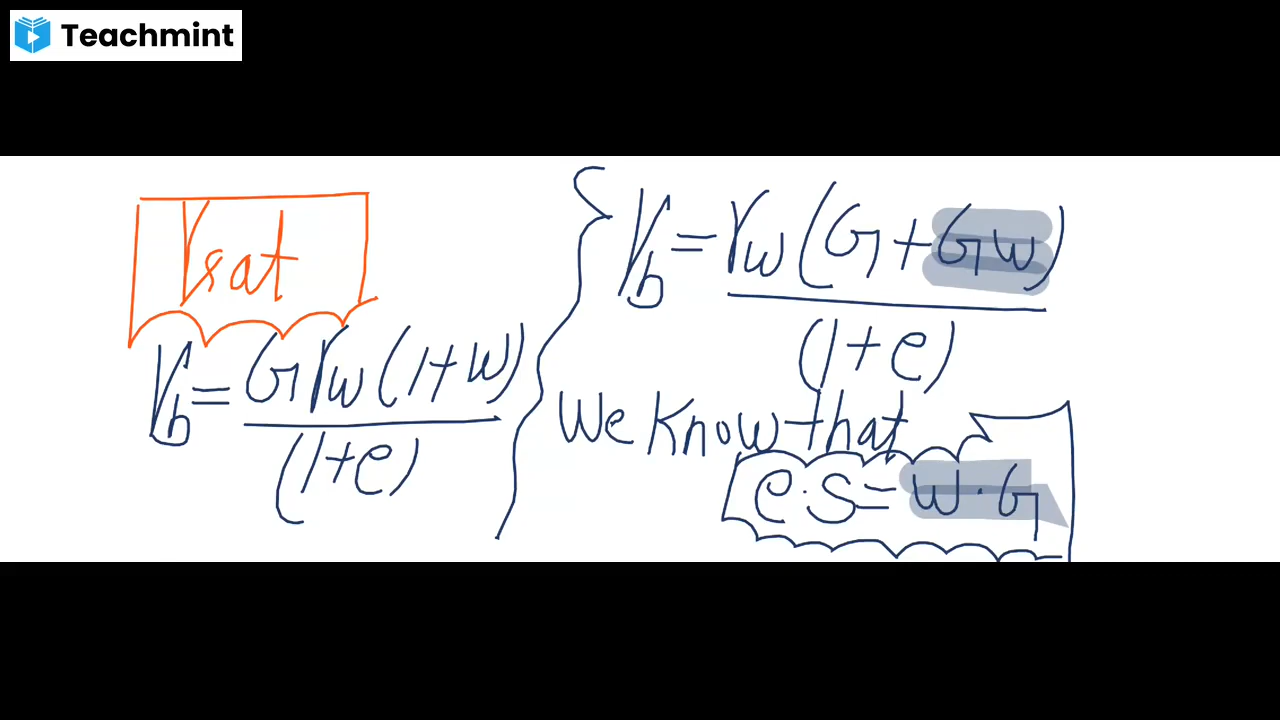 Teachmint
γsat
γb = Gγw(1+w)
(1+e)
γb = γw(G+Gw)
(1+e)
We know that
e·s = w·G